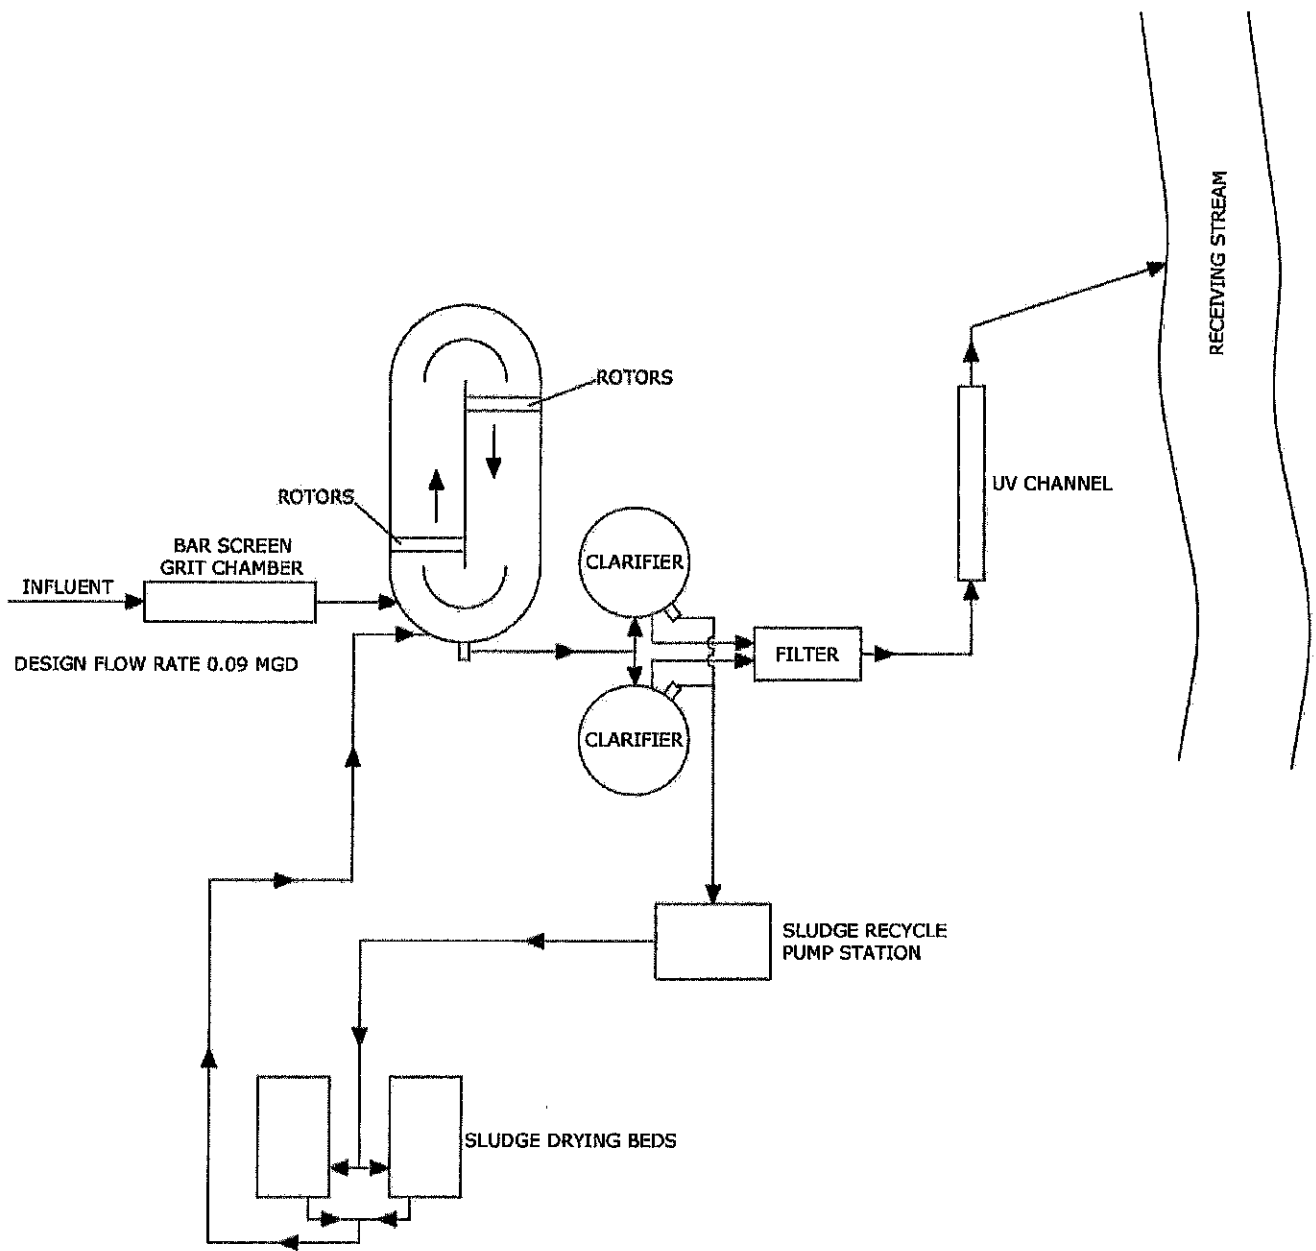 RECEIVING STREAM
ROTORS
UV CHANNEL
ROTORS
BAR SCREEN
GRIT CHAMBER
CLARIFIER
INFLUENT
FILTER
DESIGN FLOW RATE 0.09 MGD
CLARIFIER
SLUDGE RECYCLE
PUMP STATION
SLUDGE DRYING BEDS